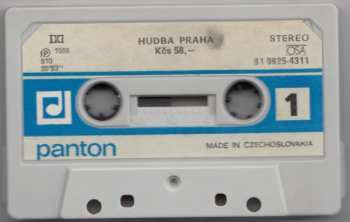 HUDBA PRAHA
STEREO
Kčs 58,–
OSA
81 0825-4311
1
panton
MADE IN CZECHOSLOVAKIA